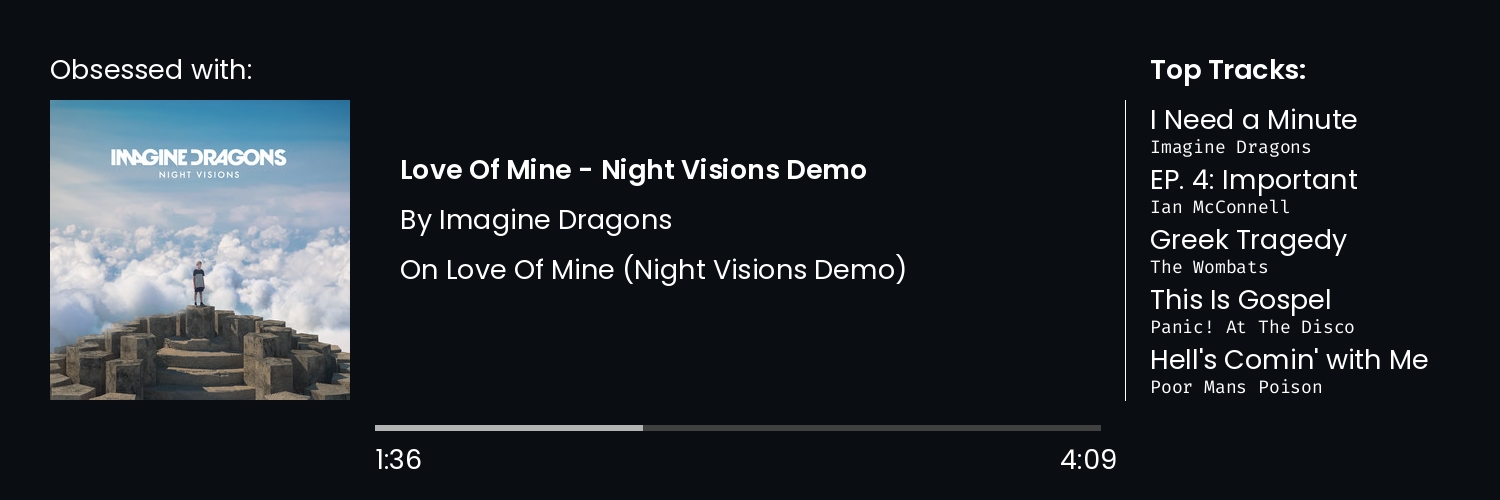 Obsessed with:
IMAGINE DRAGONS
NIGHT VISIONS
Love Of Mine - Night Visions Demo
By Imagine Dragons
On Love Of Mine (Night Visions Demo)
1:36
4:09
Top Tracks:
I Need a Minute
Imagine Dragons
EP. 4: Important
Ian McConnell
Greek Tragedy
The Wombats
This Is Gospel
Panic! At The Disco
Hell's Comin' with Me
Poor Mans Poison